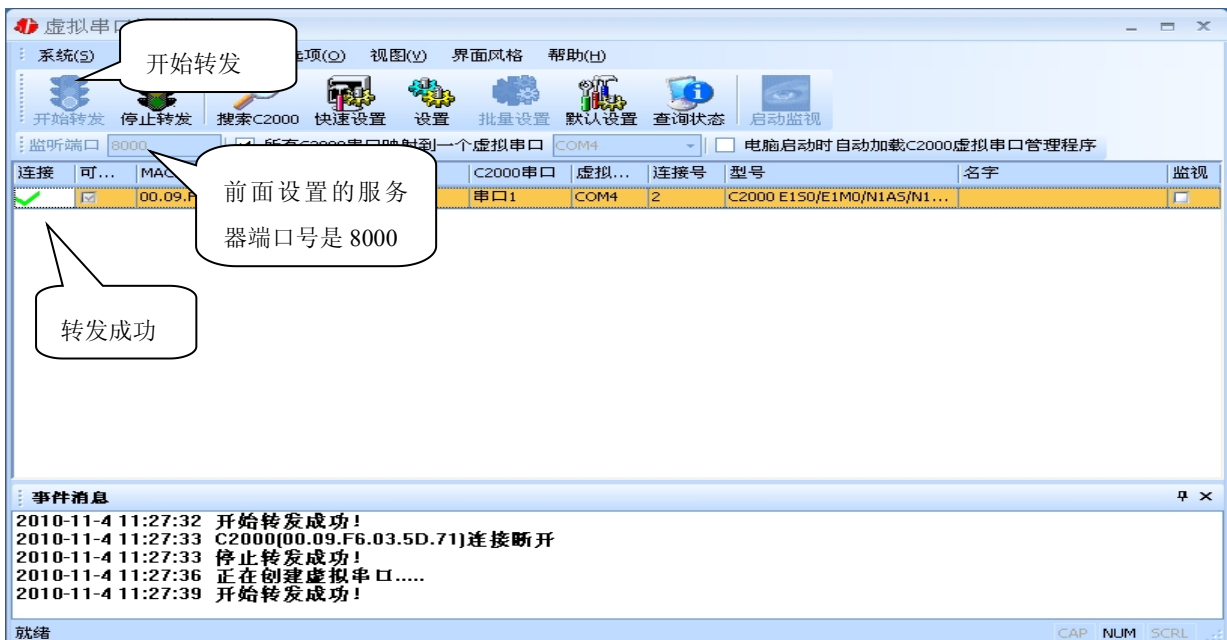 虚拟串口
系统(S) 项(O) 视图(V) 界面风格 帮助(H)
开始转发
开始转发 停止转发 搜索C2000 快速设置 设置 批量设置 默认设置 查询状态 启动监视
监听端口 8000 所有C2000串口映射到一个虚拟串口 COM4 电脑启动时自动加载C2000虚拟串口管理程序
连接 可... MAC C2000串口 虚拟... 连接号 型号 名字 监视
00.09.F 串口1 COM4 2 C2000 E1S0/E1M0/N1A5/N1...
前面设置的服务
器端口号是 8000
转发成功
事件消息
2010-11-4 11:27:32 开始转发成功!
2010-11-4 11:27:33 C2000(00.09.F6.03.5D.71)连接断开
2010-11-4 11:27:33 停止转发成功!
2010-11-4 11:27:36 正在创建虚拟串口.....
2010-11-4 11:27:39 开始转发成功!
就绪 CAP NUM SCRL